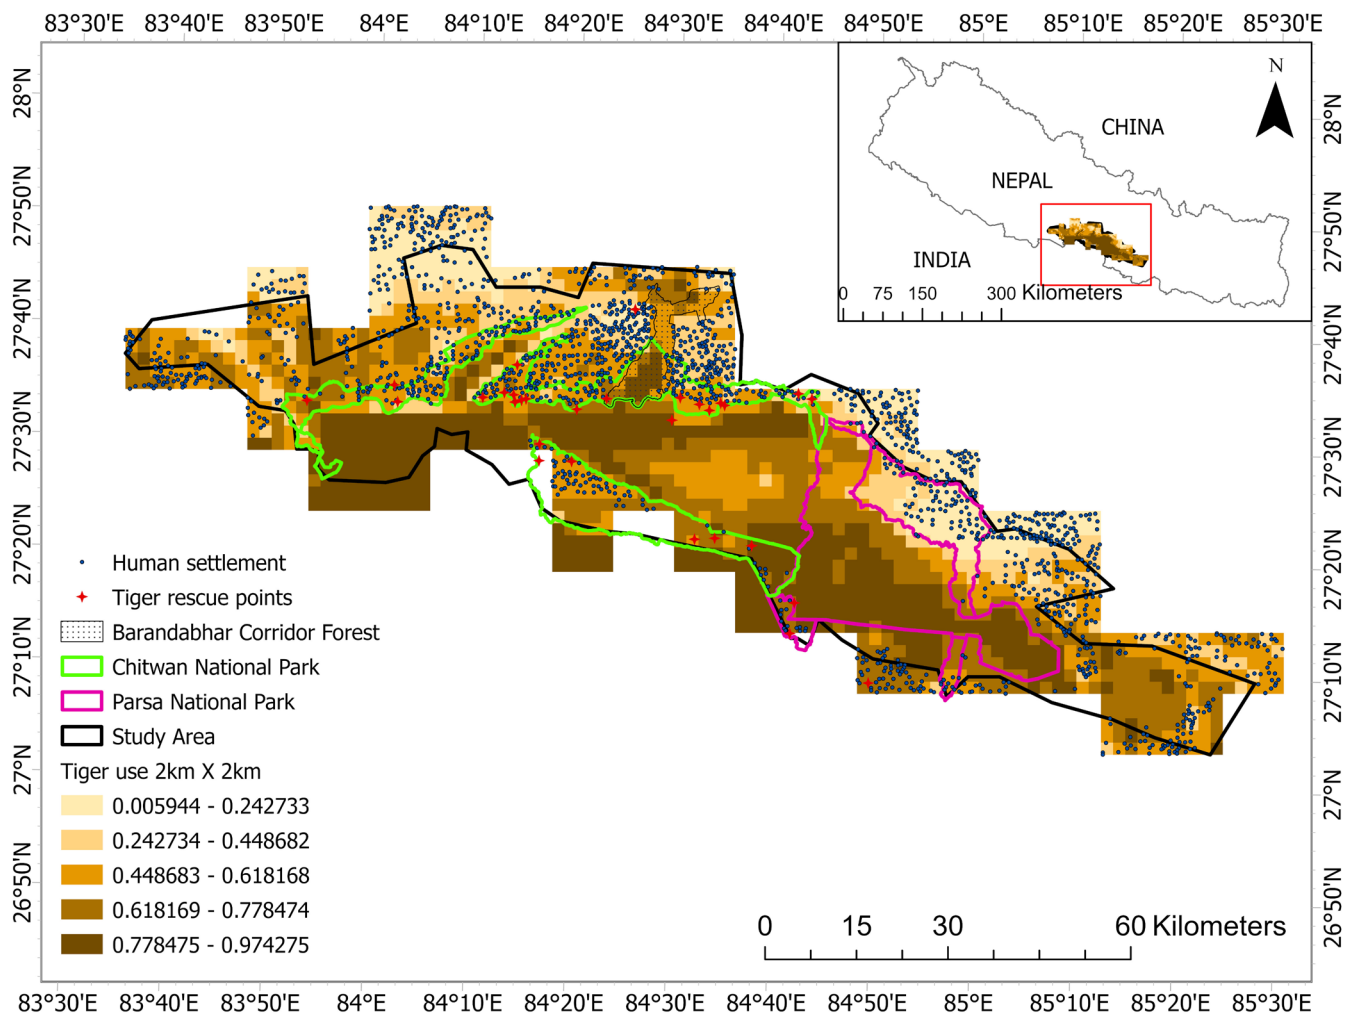 83°30'E 83°40'E 83°50'E 84°E 84°10'E 84°20'E 84°30'E 84°40'E 84°50'E 85°E 85°10'E 85°20'E 85°30'E
28°N
27°50'N
27°40'N
27°30'N
27°20'N
27°10'N
27°N
26°50'N
N
CHINA
NEPAL
INDIA
0 75 150 300 Kilometers
28°N
27°50'N
27°40'N
27°30'N
27°20'N
27°10'N
27°N
26°50'N
Human settlement
Tiger rescue points
Barandabhar Corridor Forest
Chitwan National Park
Parsa National Park
Study Area
Tiger use 2km X 2km
0.005944 - 0.242733
0.242734 - 0.448682
0.448683 - 0.618168
0.618169 - 0.778474
0.778475 - 0.974275
0 15 30 60 Kilometers
83°30'E 83°40'E 83°50'E 84°E 84°10'E 84°20'E 84°30'E 84°40'E 84°50'E 85°E 85°10'E 85°20'E 85°30'E